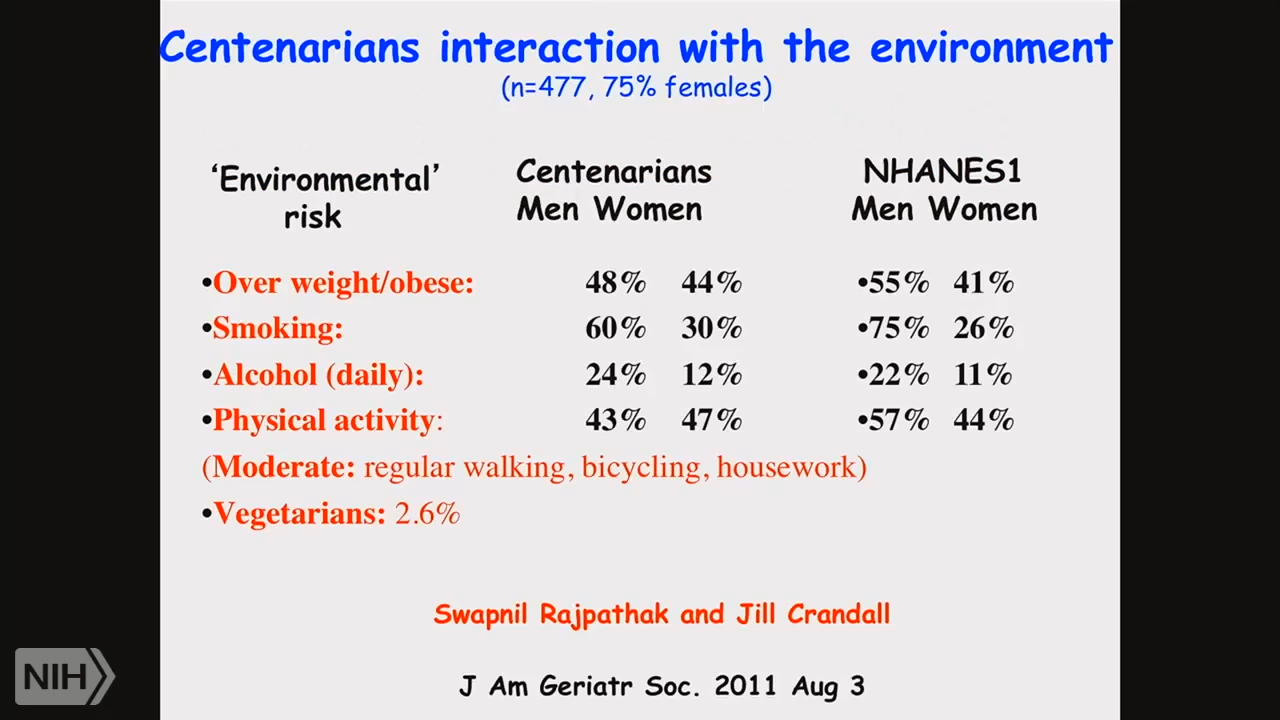 Centenarians interaction with the environment
(n=477, 75% females)
‘Environmental’ risk
Centenarians
Men Women
NHANES1
Men Women
•Over weight/obese: 48% 44% •55% 41%
•Smoking: 60% 30% •75% 26%
•Alcohol (daily): 24% 12% •22% 11%
•Physical activity: 43% 47% •57% 44%
(Moderate: regular walking, bicycling, housework)
•Vegetarians: 2.6%
Swapnil Rajpathak and Jill Crandall
J Am Geriatr Soc. 2011 Aug 3
NIH